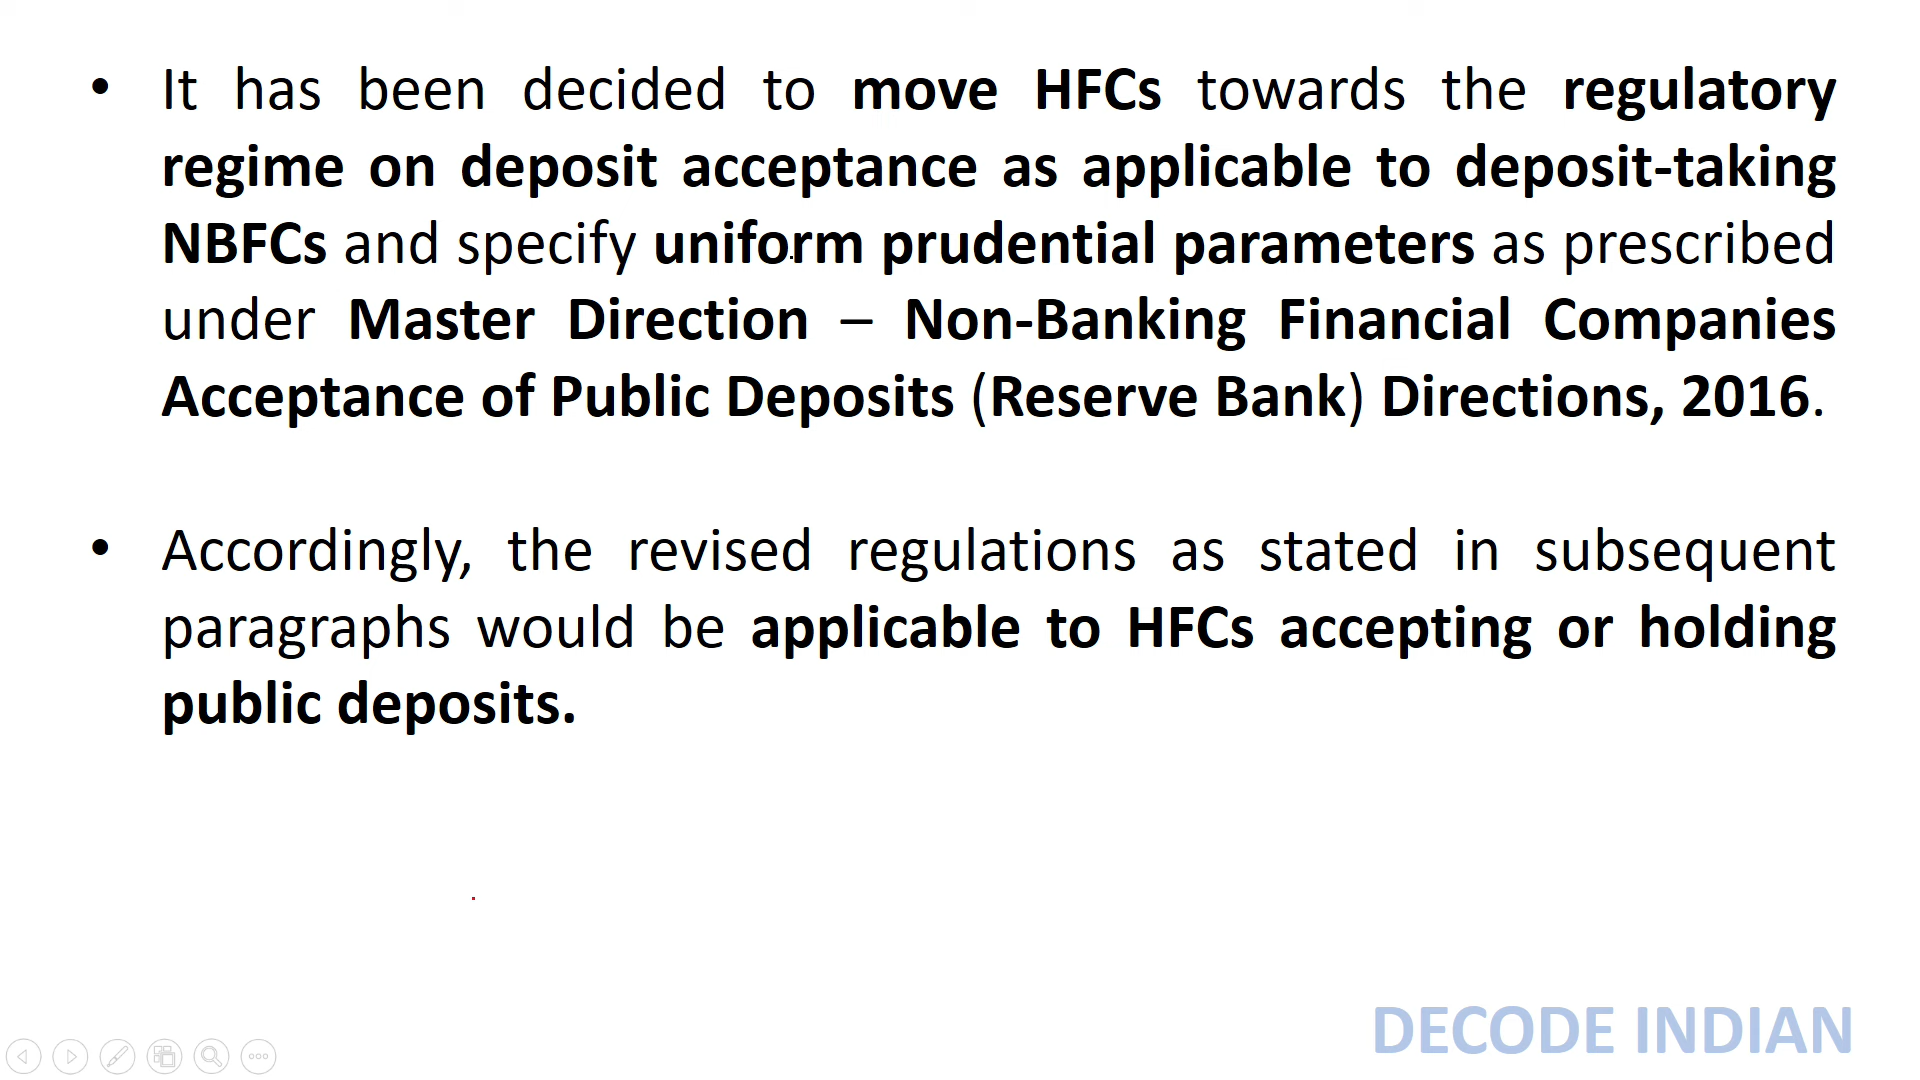 • It has been decided to move HFCs towards the regulatory
regime on deposit acceptance as applicable to deposit-taking
NBFCs and specify uniform prudential parameters as prescribed
under Master Direction – Non-Banking Financial Companies
Acceptance of Public Deposits (Reserve Bank) Directions, 2016.
• Accordingly, the revised regulations as stated in subsequent
paragraphs would be applicable to HFCs accepting or holding
public deposits.
DECODE INDIAN